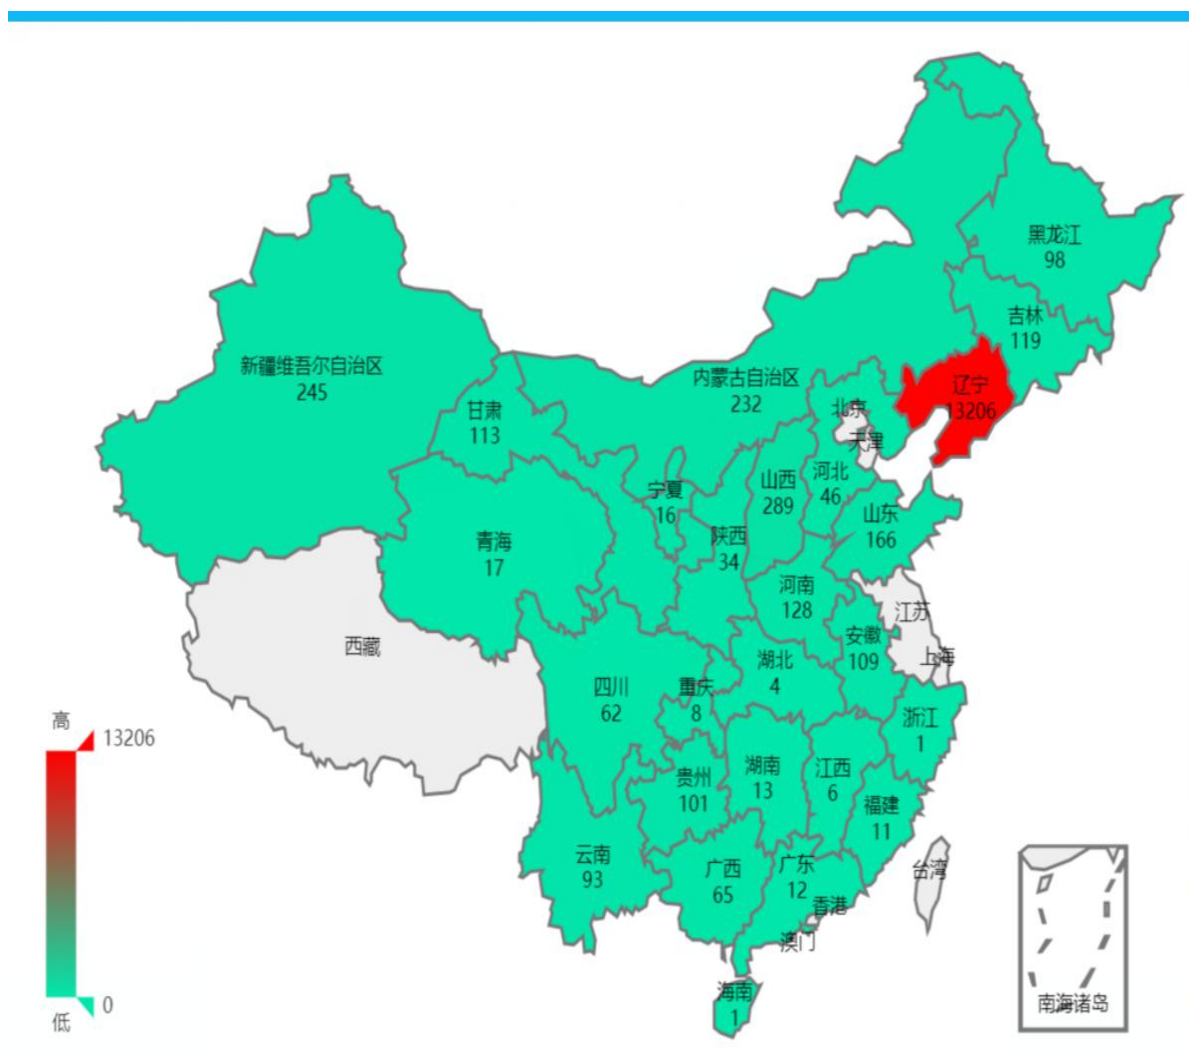 黑龙江
98
吉林
119
辽宁
13206
新疆维吾尔自治区
245
内蒙古自治区
232
甘肃
113
北京
天津
河北
46
山西
289
宁夏
16
山东
166
陕西
34
青海
17
河南
128
江苏
安徽
109
上海
西藏
湖北
4
四川
62
重庆
8
浙江
1
高
13206
湖南
13
江西
6
贵州
101
福建
11
云南
93
广西
65
广东
12
台湾
香港
澳门
海南
1
南海诸岛
0
低